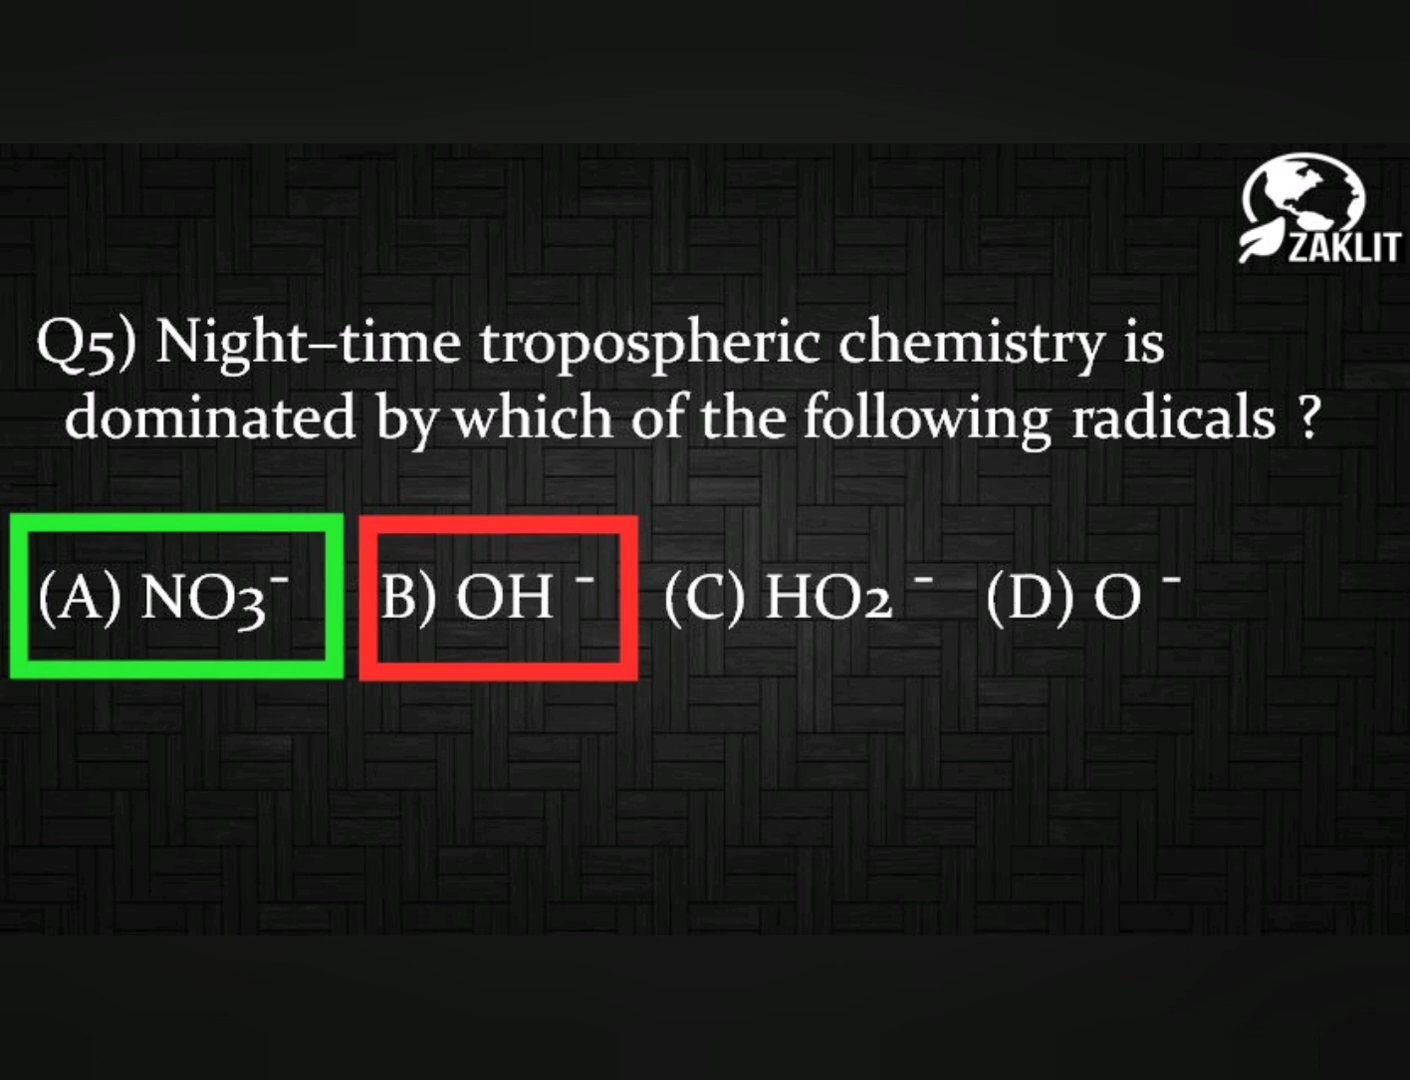 ZAKLIT
Q5) Night–time tropospheric chemistry is
dominated by which of the following radicals ?
(A) NO3⁻ B) OH ⁻ (C) HO2 ⁻ (D) O ⁻